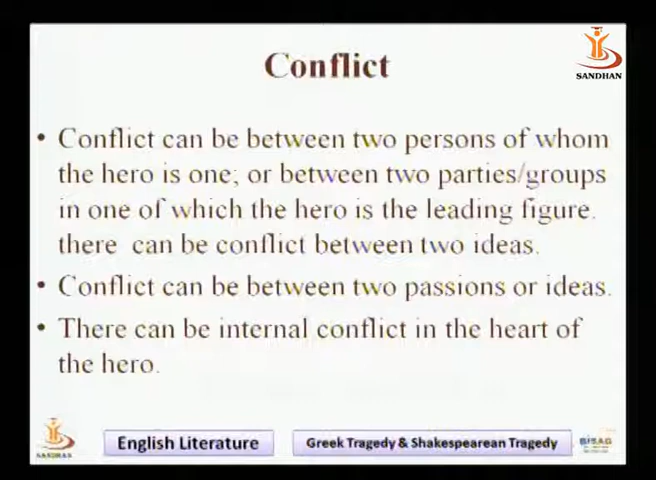 SANDHAN
Conflict
• Conflict can be between two persons of whom
the hero is one; or between two parties/groups
in one of which the hero is the leading figure.
there can be conflict between two ideas.
• Conflict can be between two passions or ideas.
• There can be internal conflict in the heart of
the hero.
SANDHAN
English Literature
Greek Tragedy & Shakespearean Tragedy
BISAG